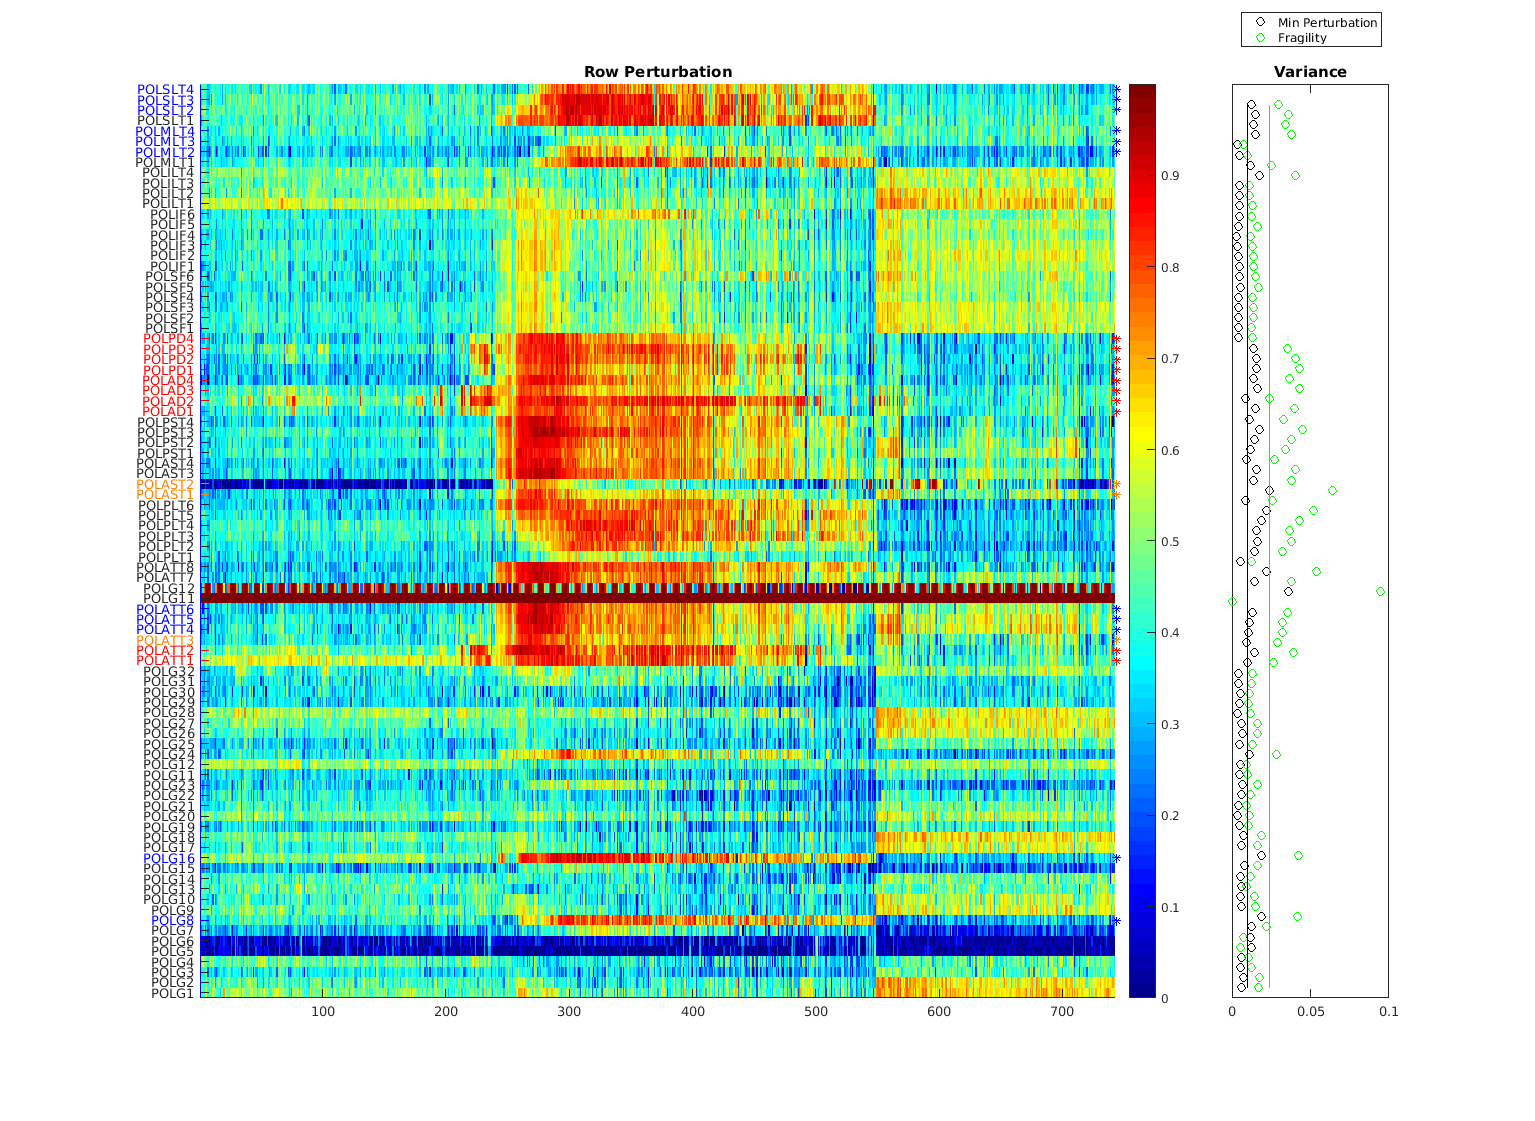 Min Perturbation
Fragility
Row Perturbation
Variance
POLSLT4
POLSLT3
POLSLT2
POLSLT1
POLMLT4
POLMLT3
POLMLT2
POLMLT1
POLILT4
POLILT3
POLILT2
POLILT1
POLIF6
POLIF5
POLIF4
POLIF3
POLIF2
POLIF1
POLSF6
POLSF5
POLSF4
POLSF3
POLSF2
POLSF1
POLPD4
POLPD3
POLPD2
POLPD1
POLAD4
POLAD3
POLAD2
POLAD1
POLPST4
POLPST3
POLPST2
POLPST1
POLAST4
POLAST3
POLAST2
POLAST1
POLPLT6
POLPLT5
POLPLT4
POLPLT3
POLPLT2
POLPLT1
POLATT8
POLATT7
POLG12
POLG11
POLATT6
POLATT5
POLATT4
POLATT3
POLATT2
POLATT1
POLG32
POLG31
POLG30
POLG29
POLG28
POLG27
POLG26
POLG25
POLG24
POLG12
POLG11
POLG23
POLG22
POLG21
POLG20
POLG19
POLG18
POLG17
POLG16
POLG15
POLG14
POLG13
POLG10
POLG9
POLG8
POLG7
POLG6
POLG5
POLG4
POLG3
POLG2
POLG1
100 200 300 400 500 600 700
0.9
0.8
0.7
0.6
0.5
0.4
0.3
0.2
0.1
0
0 0.05 0.1